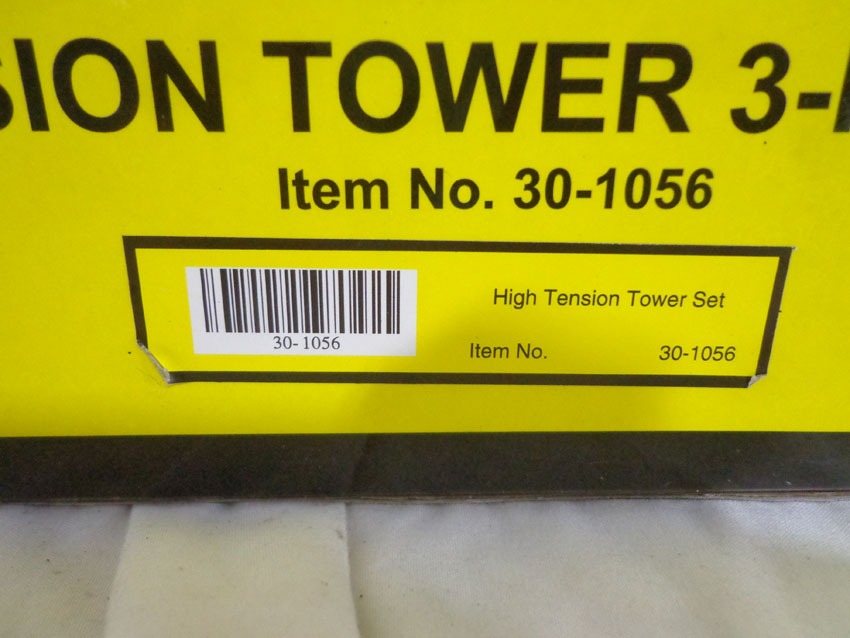 SION TOWER 3-
Item No. 30-1056
30-1056
High Tension Tower Set
Item No. 30-1056